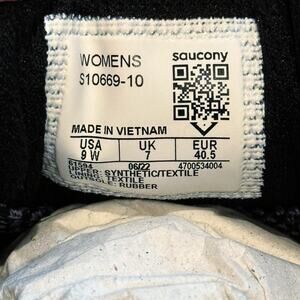 WOMENS saucony
S10669-10
MADE IN VIETNAM
USA UK EUR
9 W 7 40.5
61594 06/22 4700534004
UPPER: SYNTHETIC/TEXTILE
LINING: TEXTILE
OUTSOLE: RUBBER